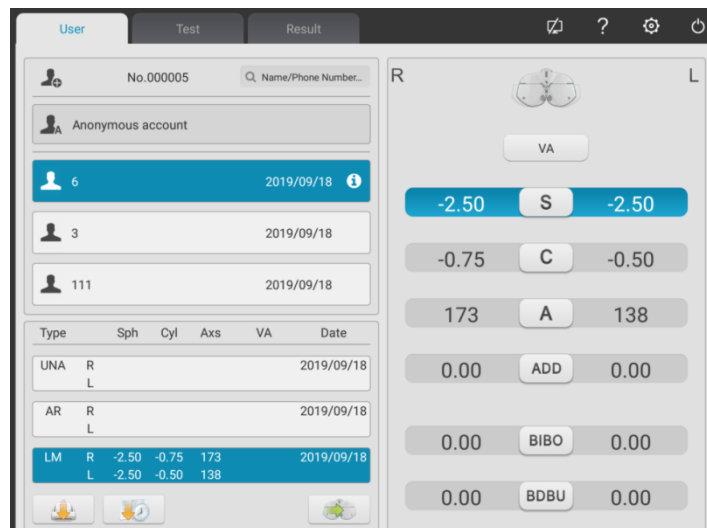 User Test Result ?
No.000005 Name/Phone Number...
Anonymous account
6 2019/09/18
3 2019/09/18
111 2019/09/18
Type Sph Cyl Axs VA Date
UNA R 2019/09/18
L
AR R 2019/09/18
L
LM R -2.50 -0.75 173 2019/09/18
L -2.50 -0.50 138
R L
VA
-2.50 S -2.50
-0.75 C -0.50
173 A 138
0.00 ADD 0.00
0.00 BIBO 0.00
0.00 BDBU 0.00